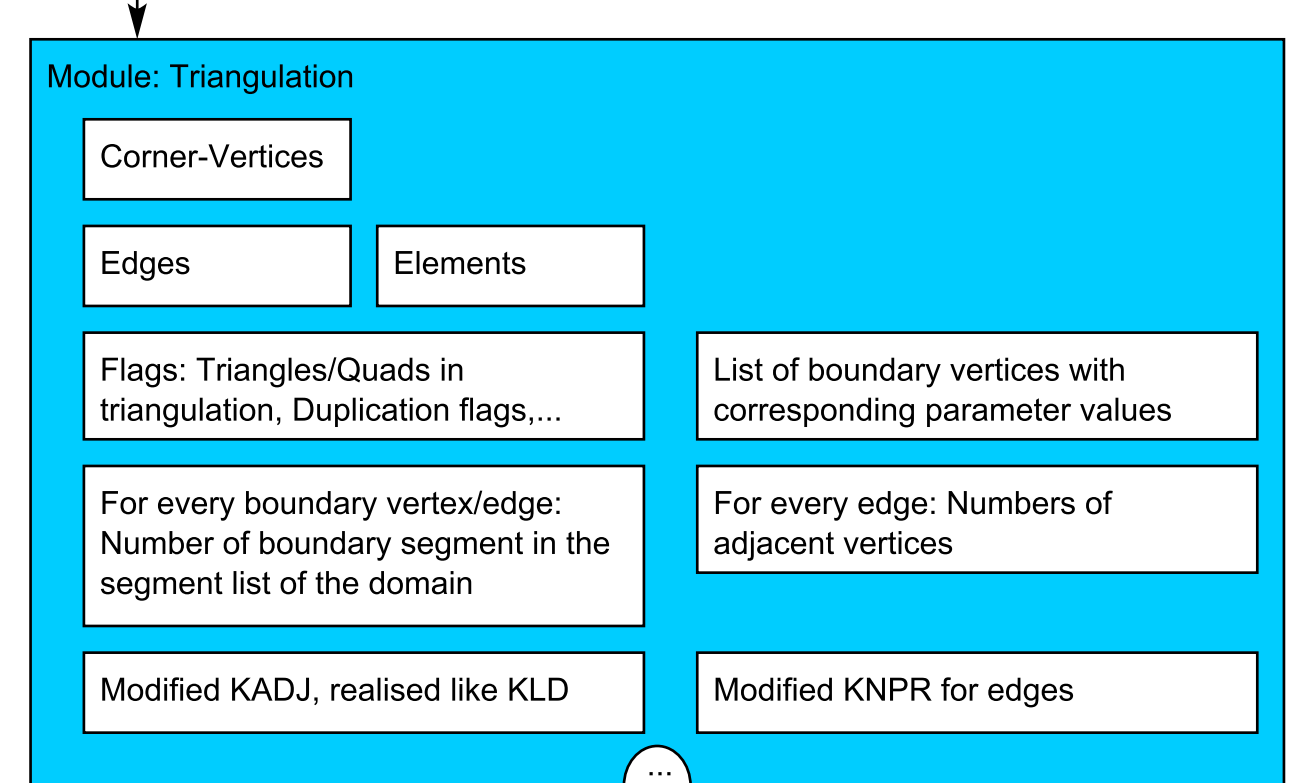 Module: Triangulation
Corner-Vertices
Edges
Elements
Flags: Triangles/Quads in
triangulation, Duplication flags,...
List of boundary vertices with
corresponding parameter values
For every boundary vertex/edge:
Number of boundary segment in the
segment list of the domain
For every edge: Numbers of
adjacent vertices
Modified KADJ, realised like KLD
Modified KNPR for edges
...